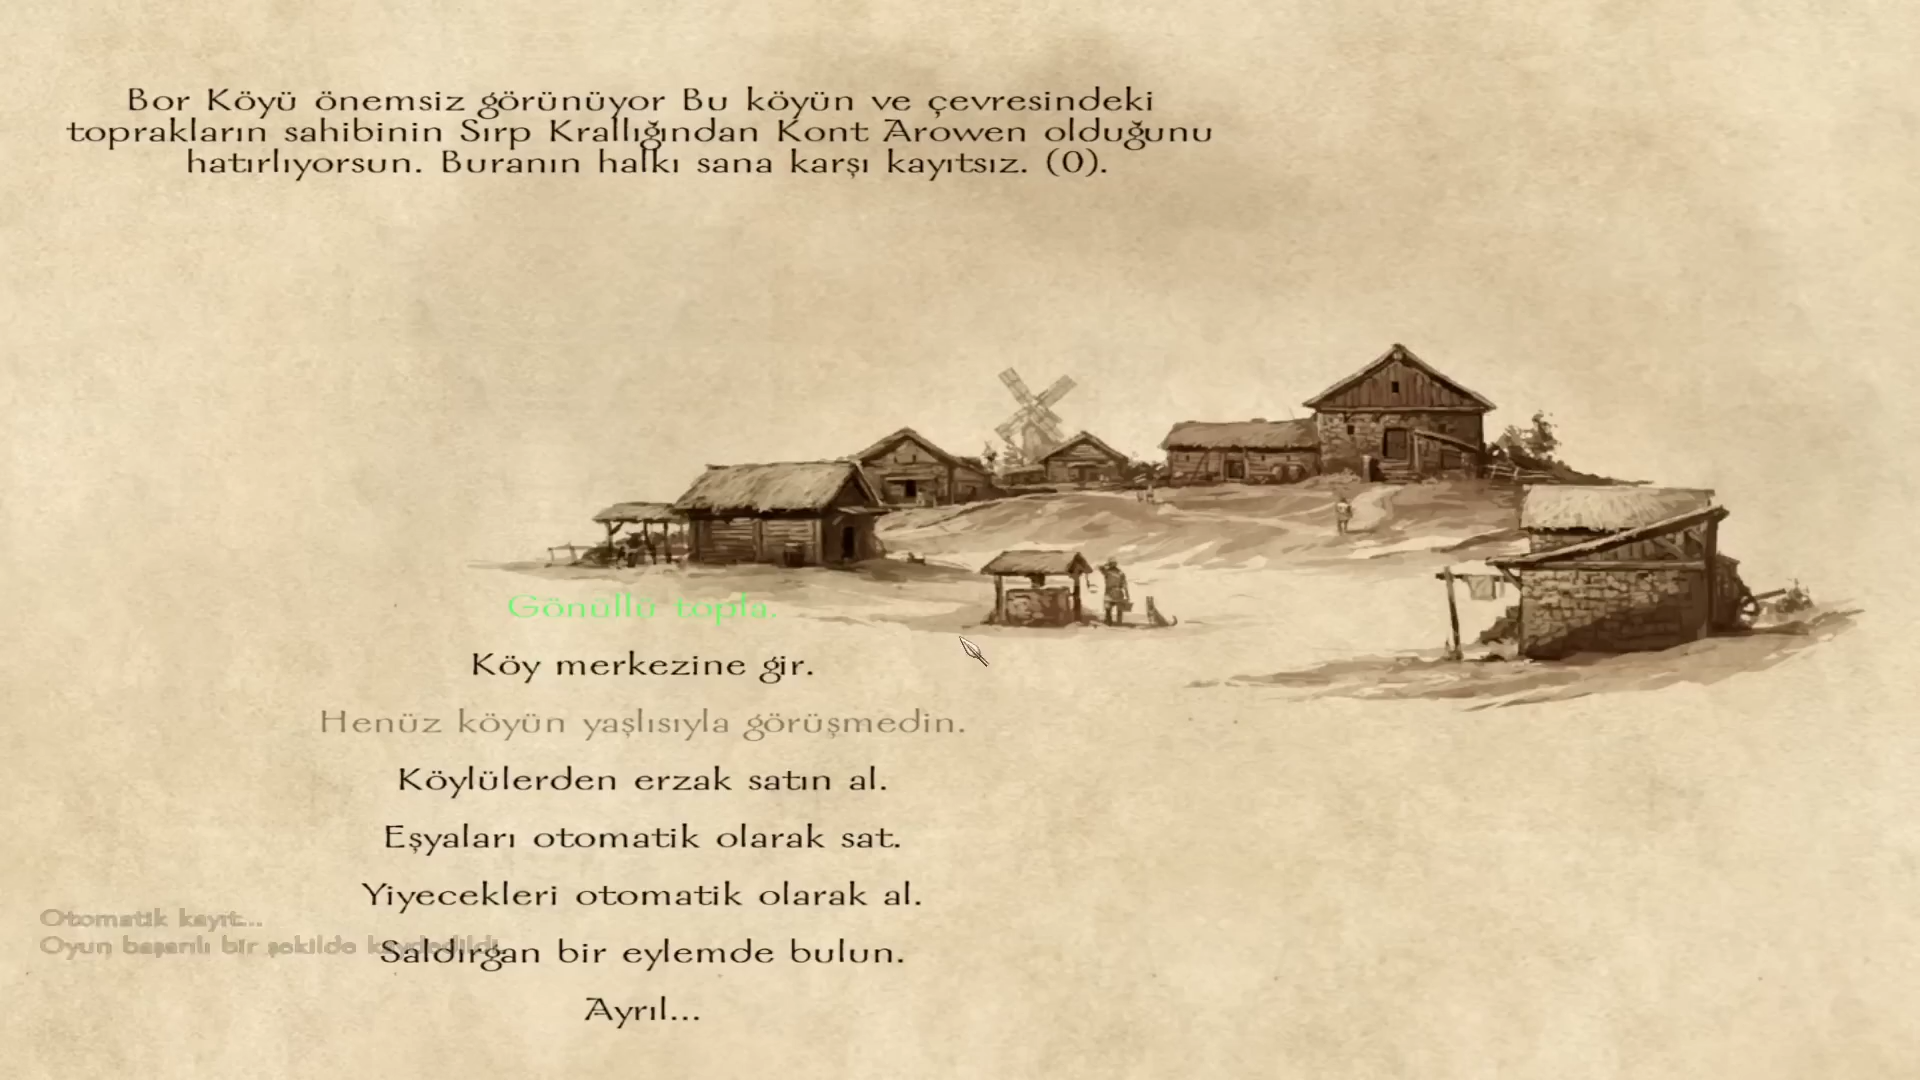 Bor Köyü önemsiz görünüyor Bu köyün ve çevresindeki
toprakların sahibinin Sırp Krallığından Kont Arowen olduğunu
hatırlıyorsun. Buranın halkı sana karşı kayıtsız. (0).
Gönüllü topla.
Köy merkezine gir.
Henüz köyün yaşlısıyla görüşmedin.
Köylülerden erzak satın al.
Eşyaları otomatik olarak sat.
Yiyecekleri otomatik olarak al.
Otomatik kayıt...
Oyun başarılı bir şekilde kaydedildi.
Saldırgan bir eylemde bulun.
Ayrıl...